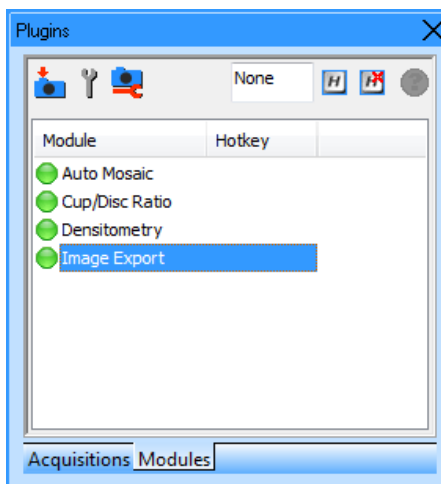 Plugins
None
H H
Module Hotkey
Auto Mosaic
Cup/Disc Ratio
Densitometry
Image Export
Acquisitions Modules